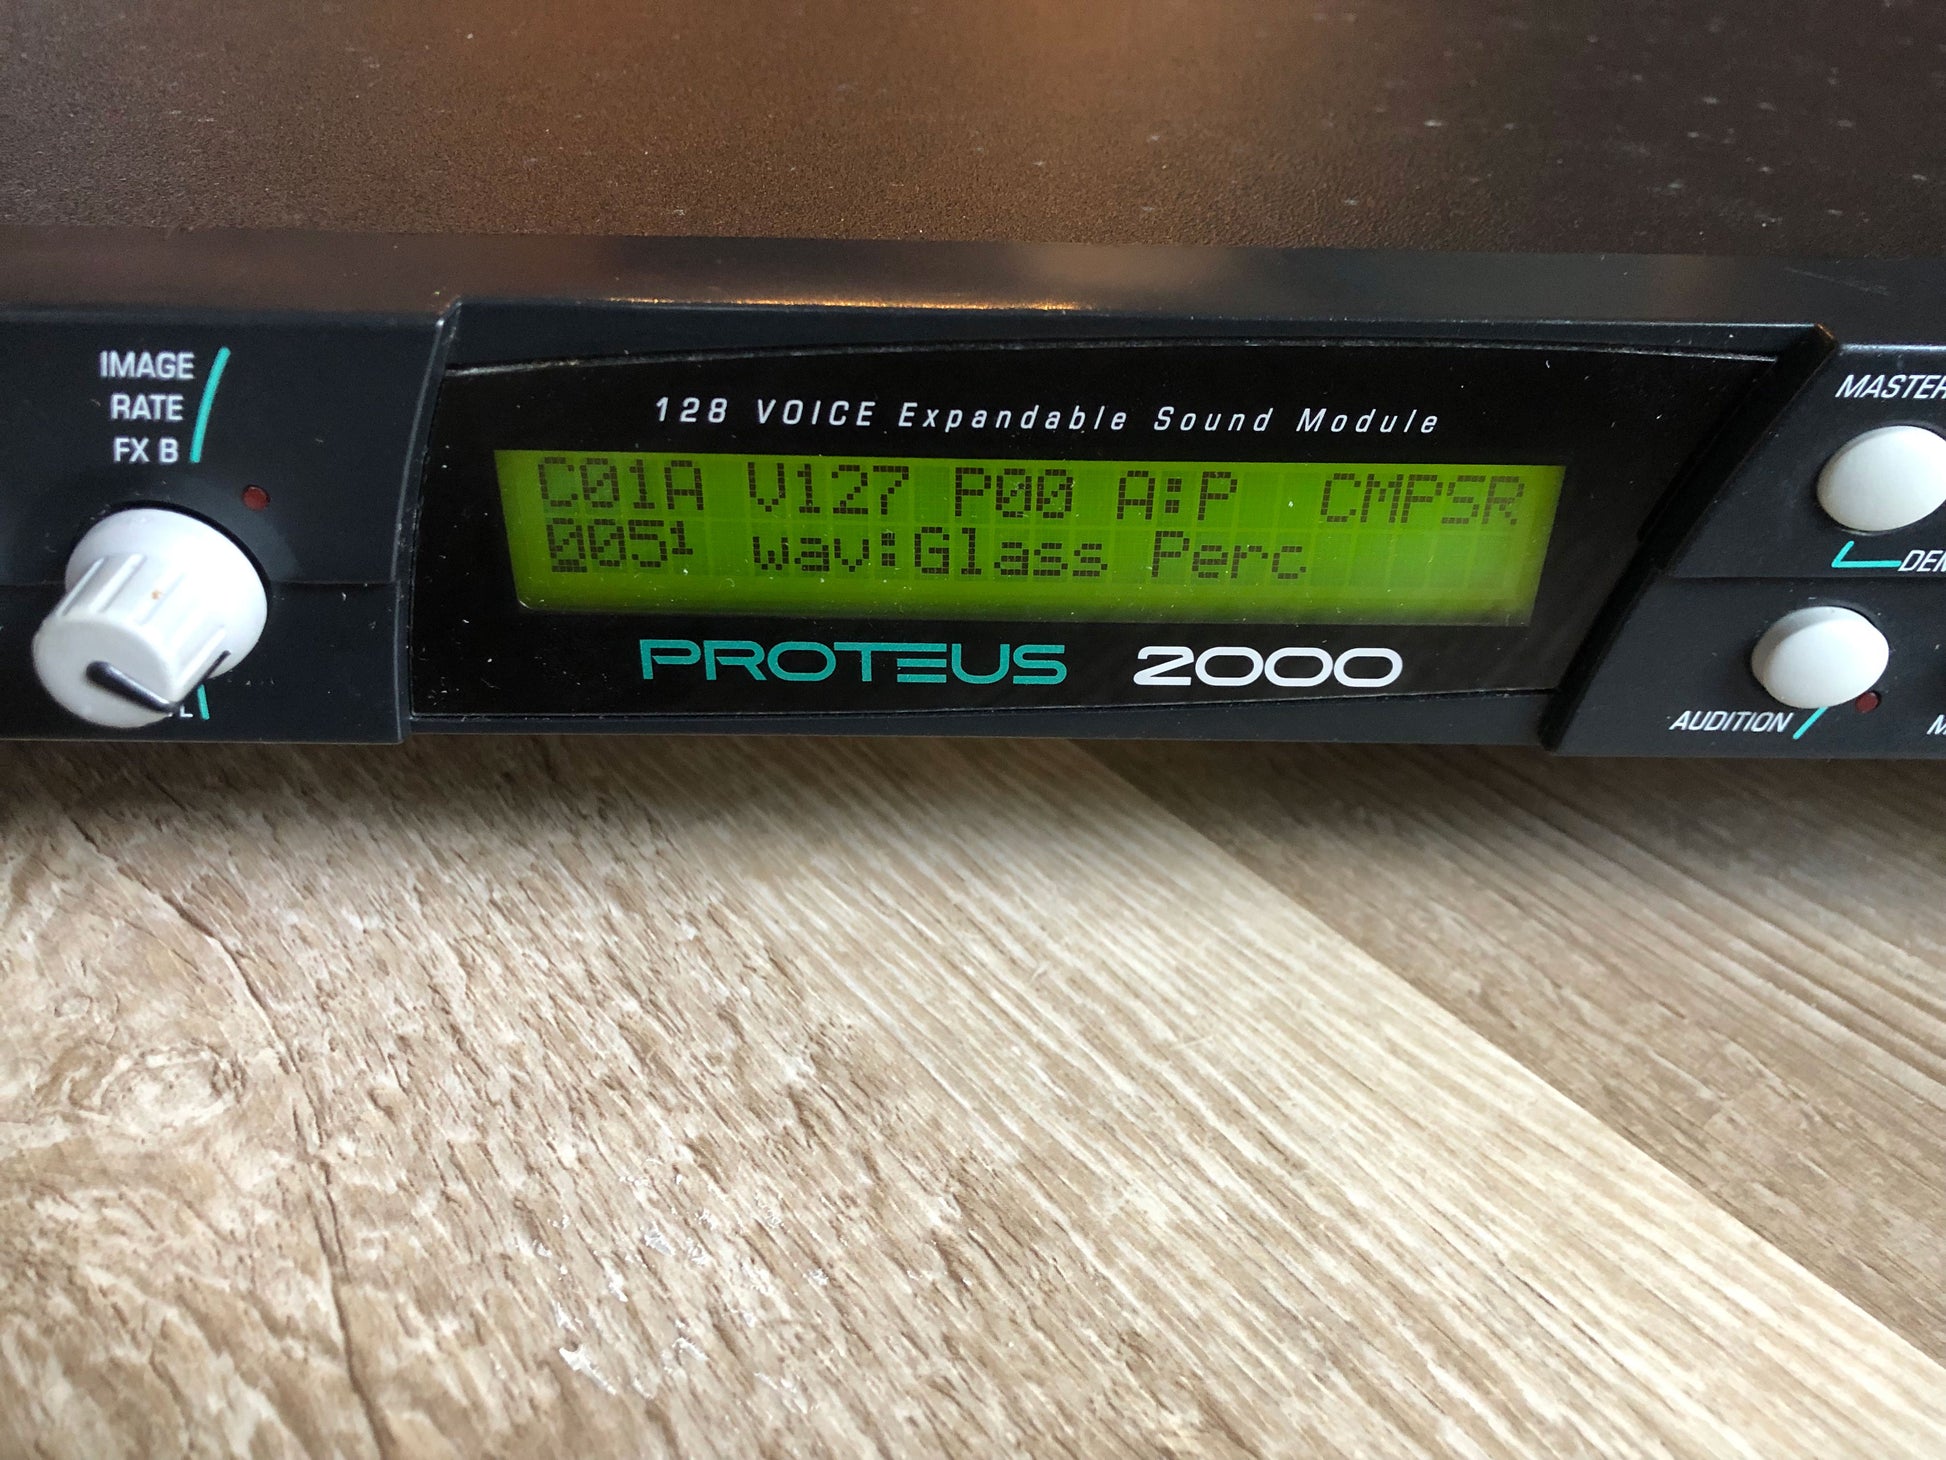 IMAGE
RATE
FX B
128 VOICE Expandable Sound Module
C01A V127 P00 A:P CMPSR
005¹ wav:Glass Perc
PROTEUS 2000
MASTER
AUDITION